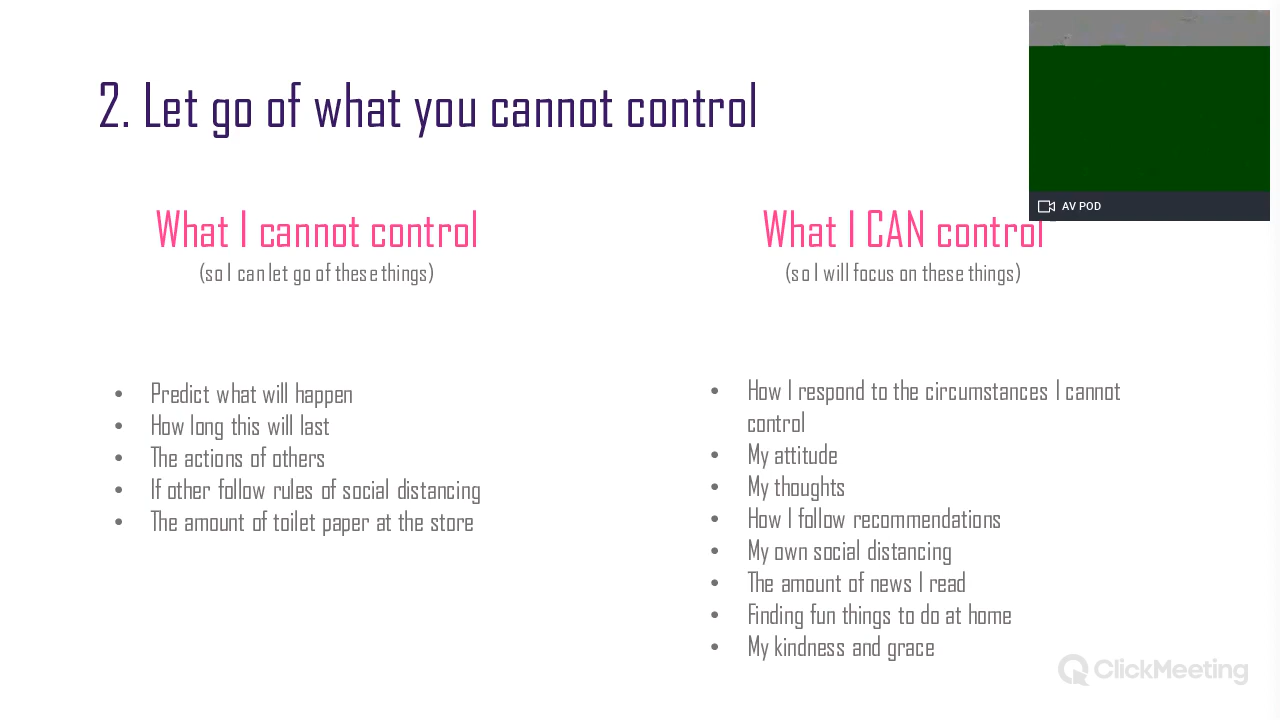 2. Let go of what you cannot control
AV POD
What I cannot control
(so I can let go of these things)
• Predict what will happen
• How long this will last
• The actions of others
• If other follow rules of social distancing
• The amount of toilet paper at the store
What I CAN control
(so I will focus on these things)
• How I respond to the circumstances I cannot
control
• My attitude
• My thoughts
• How I follow recommendations
• My own social distancing
• The amount of news I read
• Finding fun things to do at home
• My kindness and grace
ClickMeeting